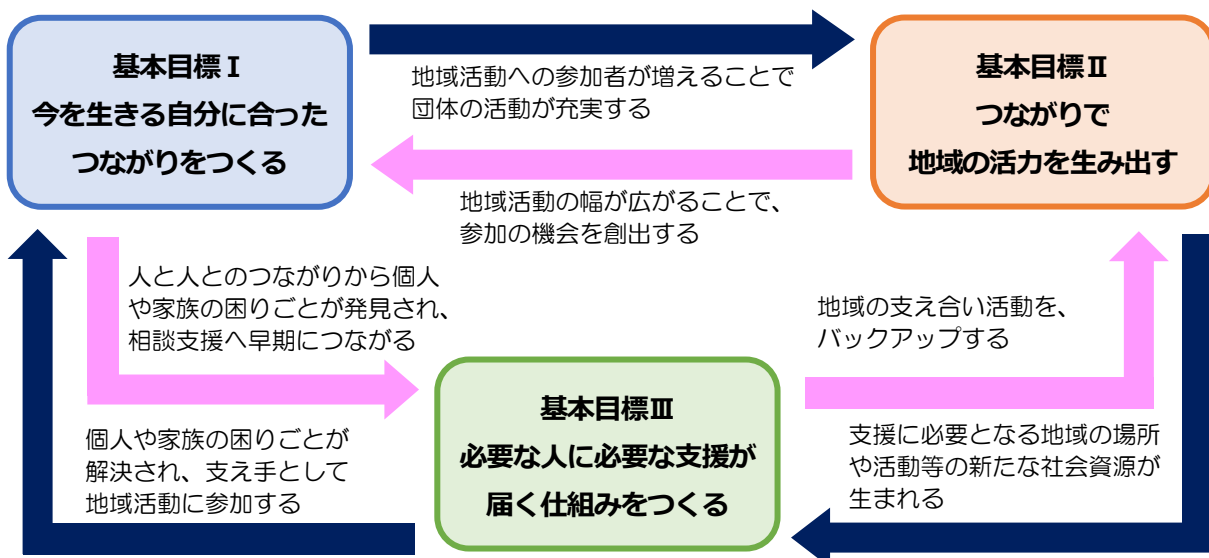 基本目標Ⅰ
今を生きる自分に合った
つながりをつくる
地域活動への参加者が増えることで
団体の活動が充実する
基本目標Ⅱ
つながりで
地域の活力を生み出す
地域活動の幅が広がることで、
参加の機会を創出する
人と人とのつながりから個人
や家族の困りごとが発見され、
相談支援へ早期につながる
地域の支え合い活動を、
バックアップする
基本目標Ⅲ
必要な人に必要な支援が
届く仕組みをつくる
個人や家族の困りごとが
解決され、支え手として
地域活動に参加する
支援に必要となる地域の場所
や活動等の新たな社会資源が
生まれる